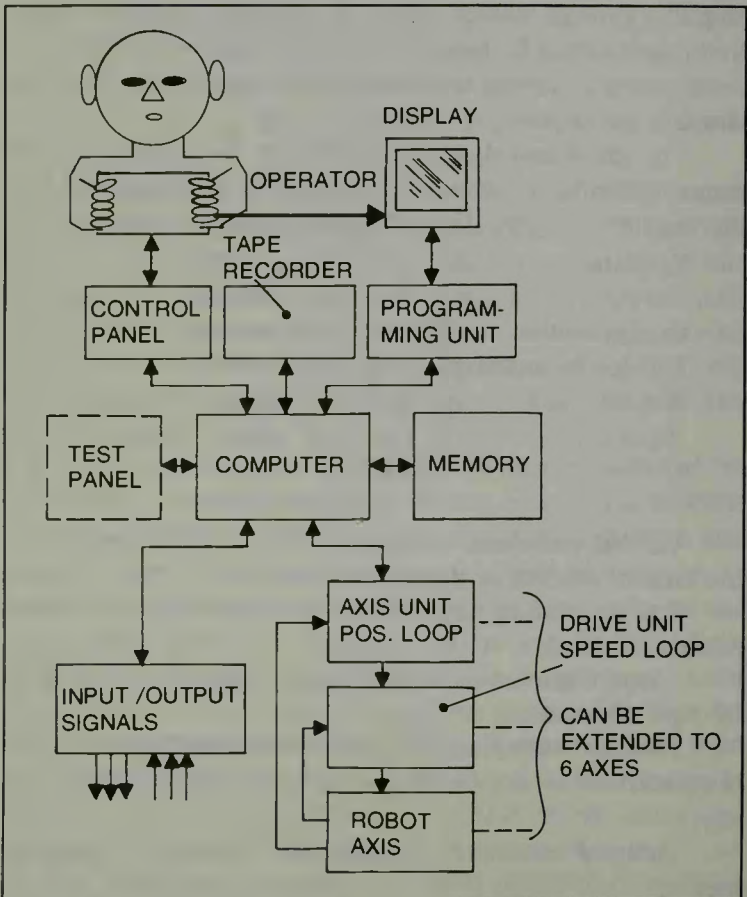 DISPLAY
OPERATOR
TAPE
RECORDER
CONTROL
PANEL
PROGRAM-
MING UNIT
TEST
PANEL
COMPUTER
MEMORY
AXIS UNIT
POS. LOOP
DRIVE UNIT
SPEED LOOP
INPUT /OUTPUT
SIGNALS
CAN BE
EXTENDED TO
6 AXES
ROBOT
AXIS